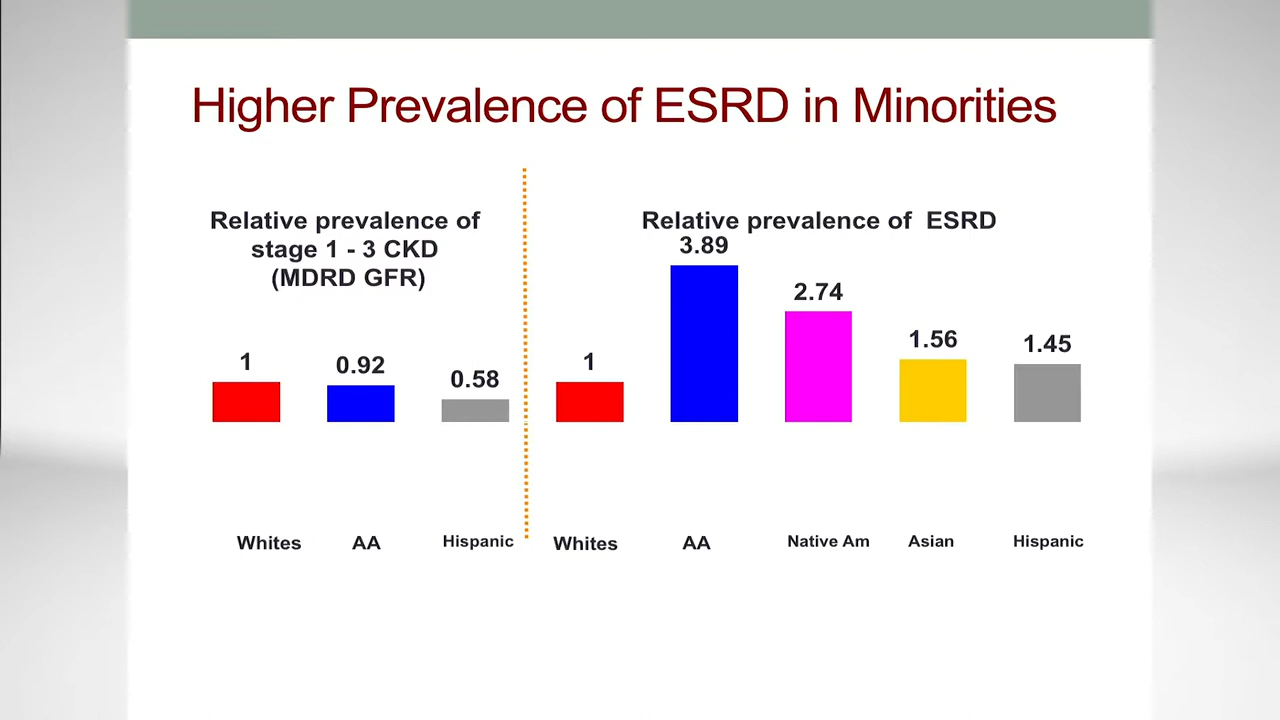 Higher Prevalence of ESRD in Minorities
Relative prevalence of
stage 1 - 3 CKD
(MDRD GFR)
1
0.92
0.58
Whites
AA
Hispanic
Relative prevalence of ESRD
1
3.89
2.74
1.56
1.45
Whites
AA
Native Am
Asian
Hispanic